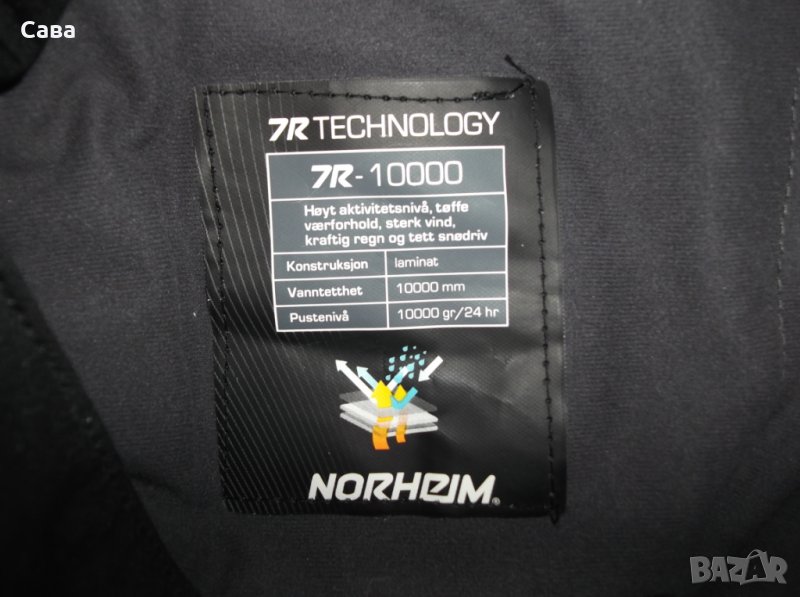 Сава
7R TECHNOLOGY
7R-10000
Høyt aktivitetsnivå, tøffe
værforhold, sterk vind,
kraftig regn og tett snødriv
Konstruksjon laminat
Vanntetthet 10000 mm
Pustenivå 10000 gr/24 hr
NORHEIM®
BAZAR